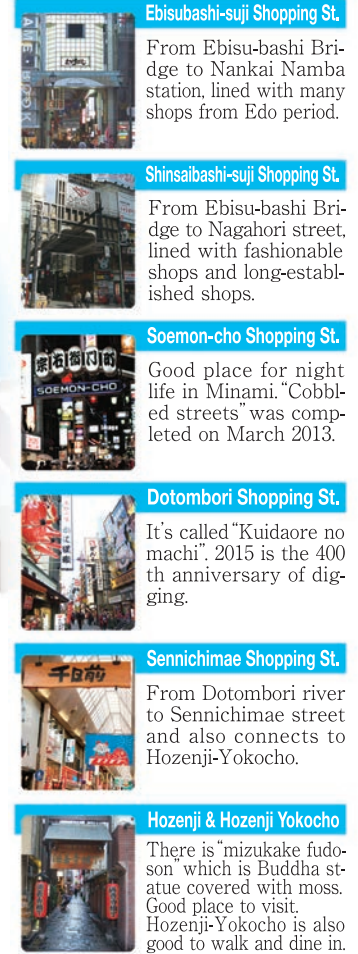 Ebisubashi-suji Shopping St.
From Ebisu-bashi Bri-
dge to Nankai Namba
station, lined with many
shops from Edo period.
Shinsaibashi-suji Shopping St.
From Ebisu-bashi Bri-
dge to Nagahori street,
lined with fashionable
shops and long-establ-
ished shops.
Soemon-cho Shopping St.
宗右衛門町
SOEMON-CHO
Good place for night
life in Minami. “Cobbl-
ed streets” was comp-
leted on March 2013.
Dotombori Shopping St.
It's called “Kuidaore no
machi”. 2015 is the 400
th anniversary of dig-
ging.
Sennichimae Shopping St.
千日前
From Dotombori river
to Sennichimae street
and also connects to
Hozenji-Yokocho.
Hozenji & Hozenji Yokocho
There is “mizukake fudo-
son” which is Buddha st-
atue covered with moss.
Good place to visit.
Hozenji-Yokocho is also
good to walk and dine in.